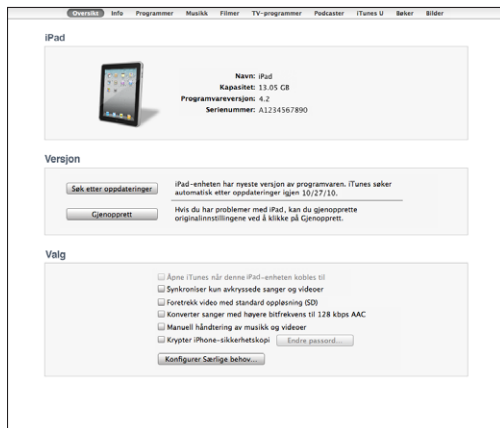 Oversikt Info Programmer Musikk Filmer TV-programmer Podcaster iTunes U Bøker Bilder
iPad
Navn: iPad
Kapasitet: 13.05 GB
Programvareversjon: 4.2
Serienummer: A1234567890
Versjon
Søk etter oppdateringer
iPad-enheten har nyeste versjon av programvaren. iTunes søker
automatisk etter oppdateringer igjen 10/27/10.
Gjenopprett
Hvis du har problemer med iPad, kan du gjenopprette
originalinnstillingene ved å klikke på Gjenopprett.
Valg
Åpne iTunes når denne iPad-enheten kobles til
Synkroniser kun avkryssede sanger og videoer
Foretrekk video med standard oppløsning (SD)
Konverter sanger med høyere bitfrekvens til 128 kbps AAC
Manuell håndtering av musikk og videoer
Krypter iPhone-sikkerhetskopi Endre passord...
Konfigurer Særlige behov...